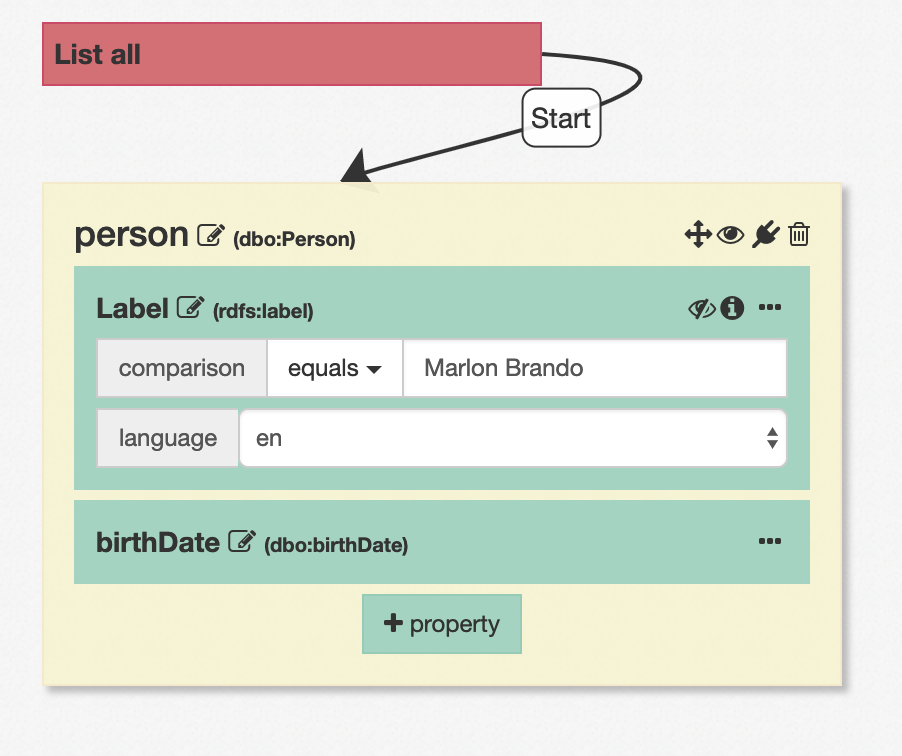 List all
Start
person (dbo:Person)
Label (rdfs:label)
comparison equals Marlon Brando
language en
birthDate (dbo:birthDate)
+ property